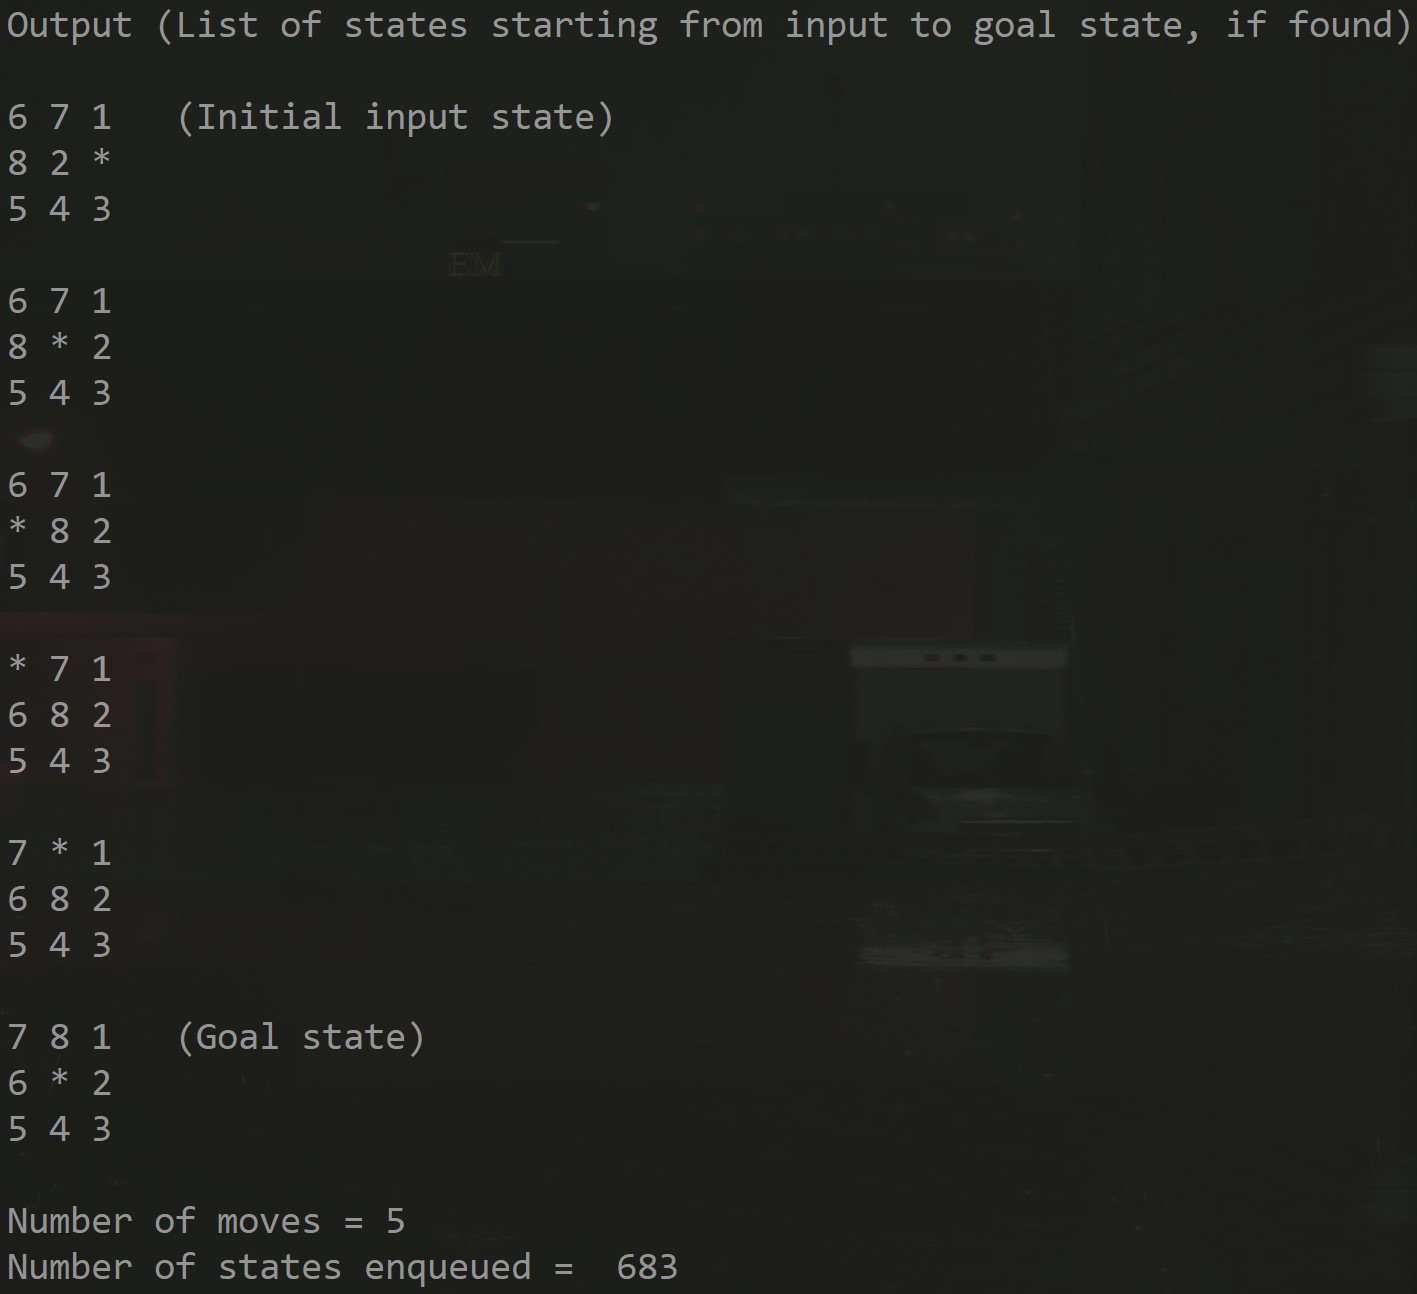 Output (List of states starting from input to goal state, if found)
6 7 1   (Initial input state)
8 2 *
5 4 3
EM
6 7 1
8 * 2
5 4 3
6 7 1
* 8 2
5 4 3
* 7 1
6 8 2
5 4 3
7 * 1
6 8 2
5 4 3
7 8 1   (Goal state)
6 * 2
5 4 3
Number of moves = 5
Number of states enqueued =  683